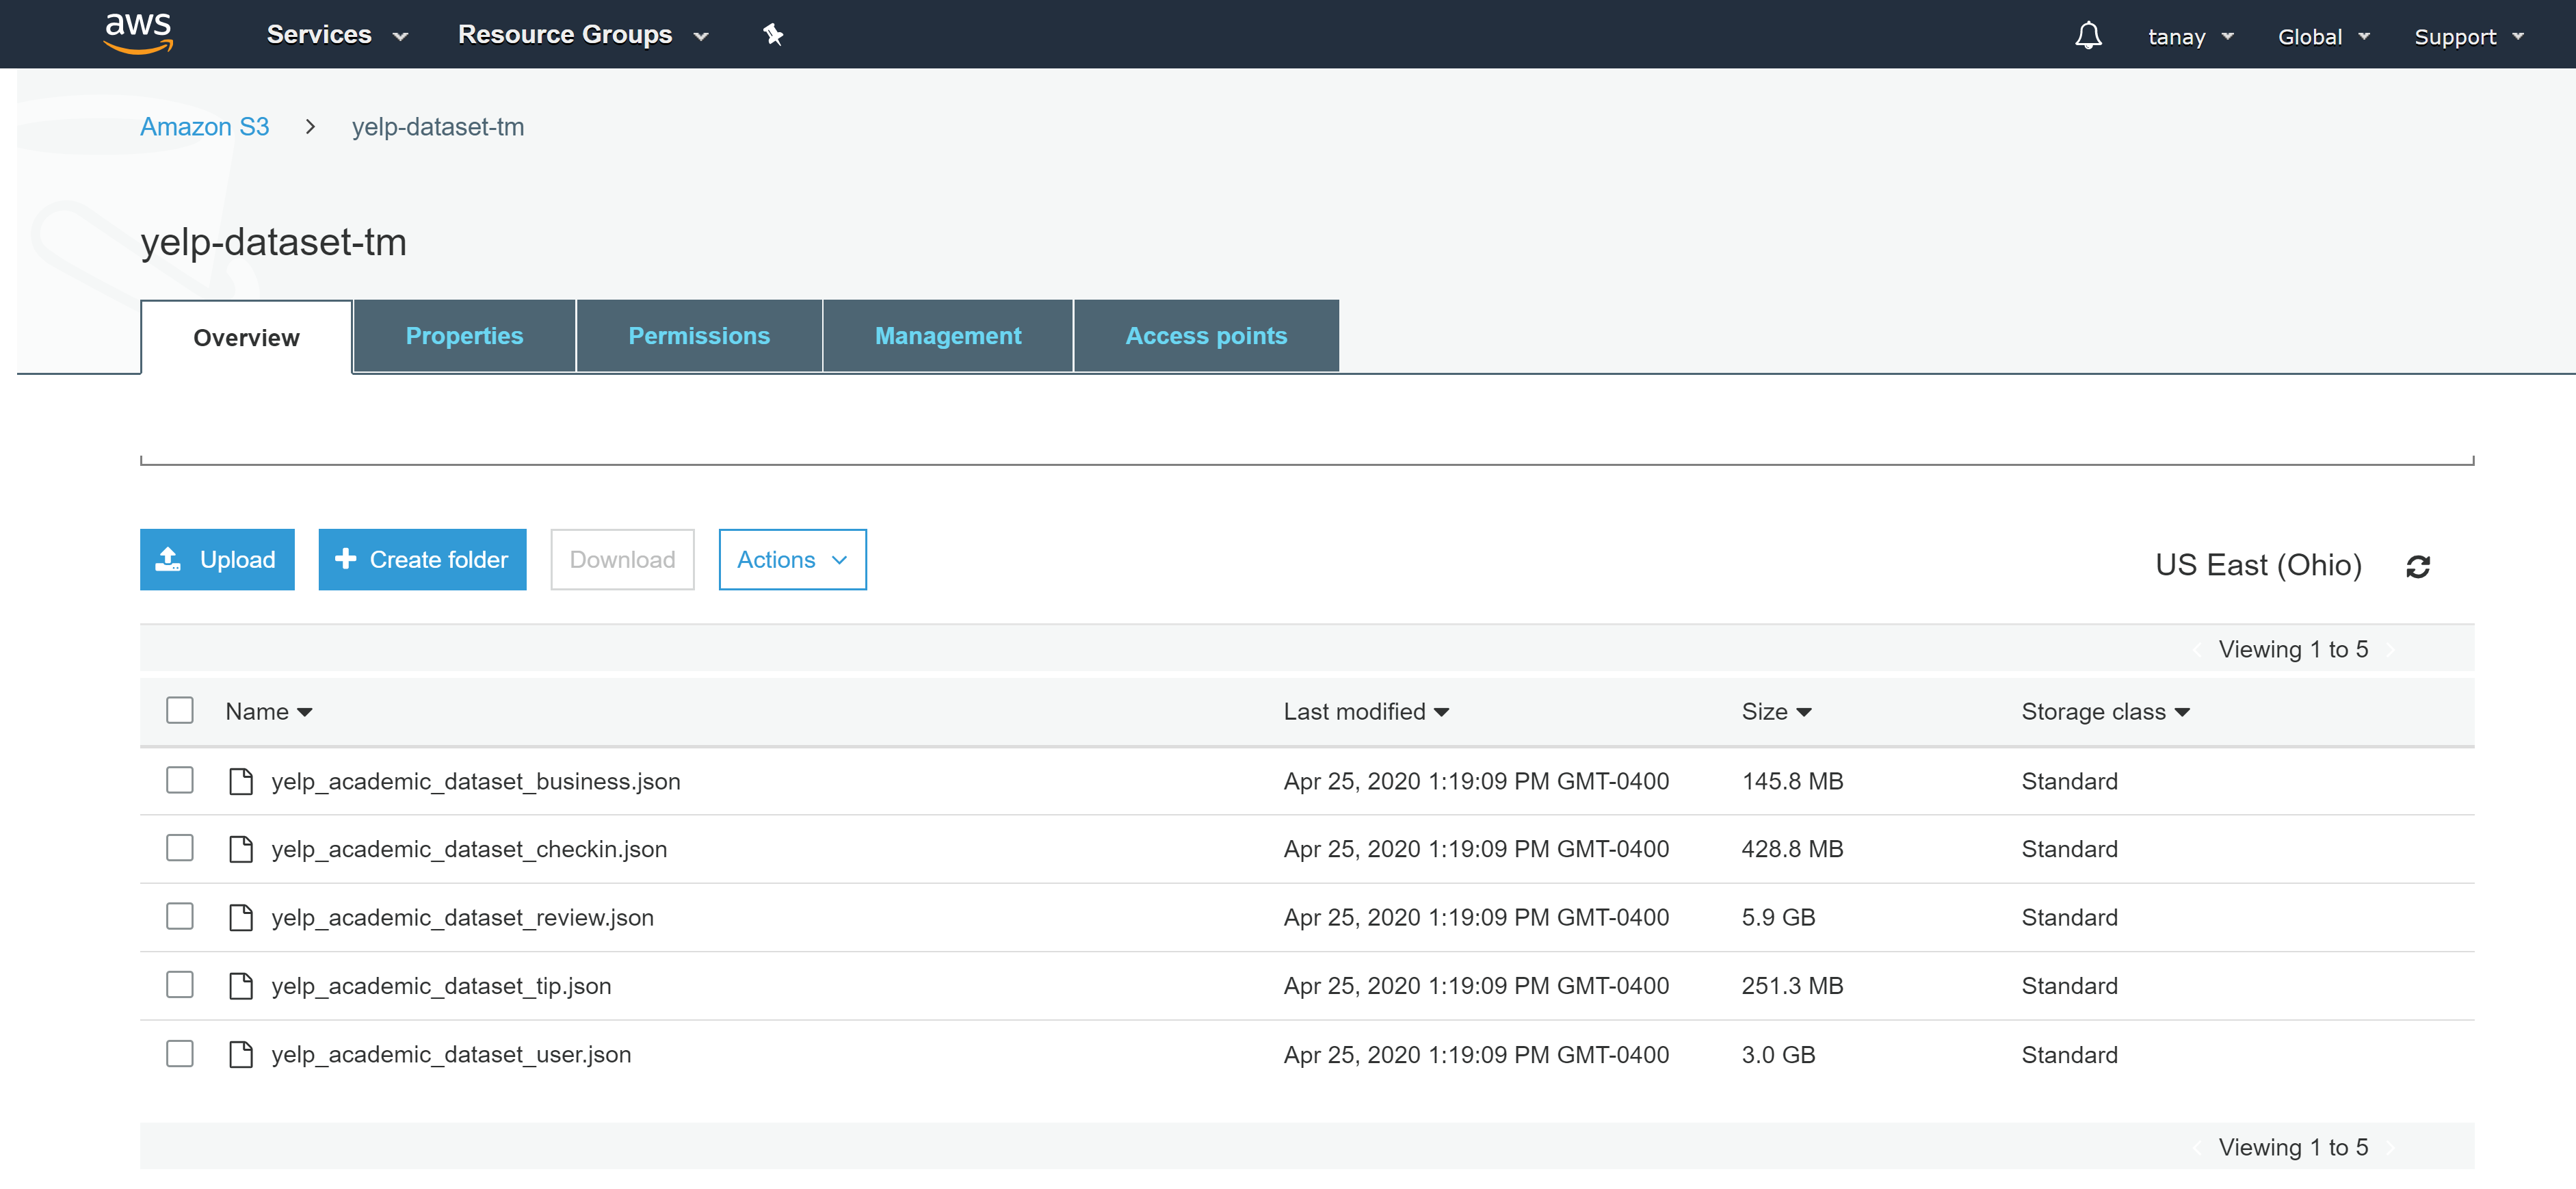 aws Services Resource Groups tanay Global Support
Amazon S3 > yelp-dataset-tm
yelp-dataset-tm
Overview Properties Permissions Management Access points
Upload Create folder Download Actions US East (Ohio)
Viewing 1 to 5
Name Last modified Size Storage class
yelp_academic_dataset_business.json Apr 25, 2020 1:19:09 PM GMT-0400 145.8 MB Standard
yelp_academic_dataset_checkin.json Apr 25, 2020 1:19:09 PM GMT-0400 428.8 MB Standard
yelp_academic_dataset_review.json Apr 25, 2020 1:19:09 PM GMT-0400 5.9 GB Standard
yelp_academic_dataset_tip.json Apr 25, 2020 1:19:09 PM GMT-0400 251.3 MB Standard
yelp_academic_dataset_user.json Apr 25, 2020 1:19:09 PM GMT-0400 3.0 GB Standard
Viewing 1 to 5